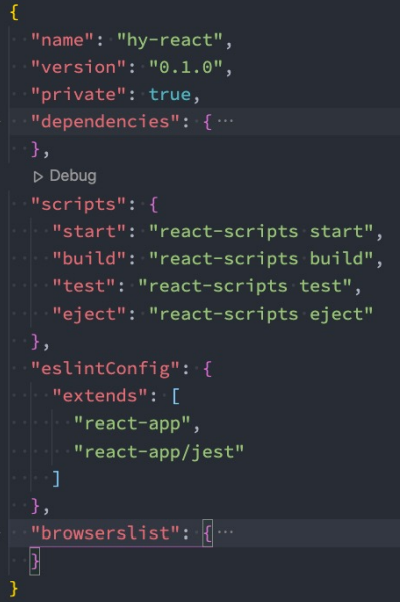 {
"name": "hy-react",
"version": "0.1.0",
"private": true,
"dependencies": {···
},
▷ Debug
"scripts": {
"start": "react-scripts start",
"build": "react-scripts build",
"test": "react-scripts test",
"eject": "react-scripts eject"
},
"eslintConfig": {
"extends": [
"react-app",
"react-app/jest"
]
},
"browserslist": {···
}
}